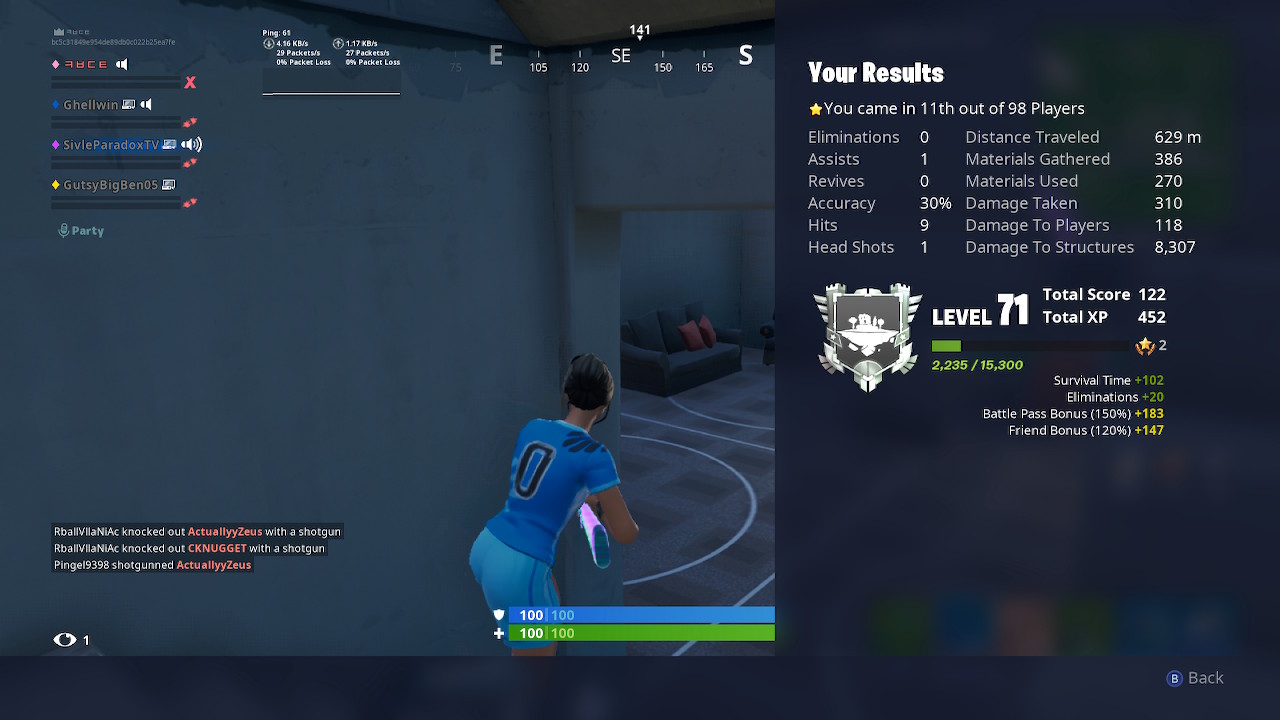 ㅋㅂㄷㅌ
bc5c31849e954de89db0c022b25ea7fe
ㅋㅂㄷㅌ
Ghellwin
SivleParadoxTV
GutsyBigBen05
Party
Ping: 61
4.16 KB/s 1.17 KB/s
29 Packets/s 27 Packets/s
0% Packet Loss 0% Packet Loss
141
75 E 105 120 SE 150 165 S
0
RballVIlaNiAc knocked out ActuallyyZeus with a shotgun
RballVIlaNiAc knocked out CKNUGGET with a shotgun
Pingel9398 shotgunned ActuallyyZeus
1
100 100
100 100
Your Results
You came in 11th out of 98 Players
Eliminations 0 Distance Traveled 629 m
Assists 1 Materials Gathered 386
Revives 0 Materials Used 270
Accuracy 30% Damage Taken 310
Hits 9 Damage To Players 118
Head Shots 1 Damage To Structures 8,307
LEVEL 71
Total Score 122
Total XP 452
2
2,235 / 15,300
Survival Time +102
Eliminations +20
Battle Pass Bonus (150%) +183
Friend Bonus (120%) +147
B Back